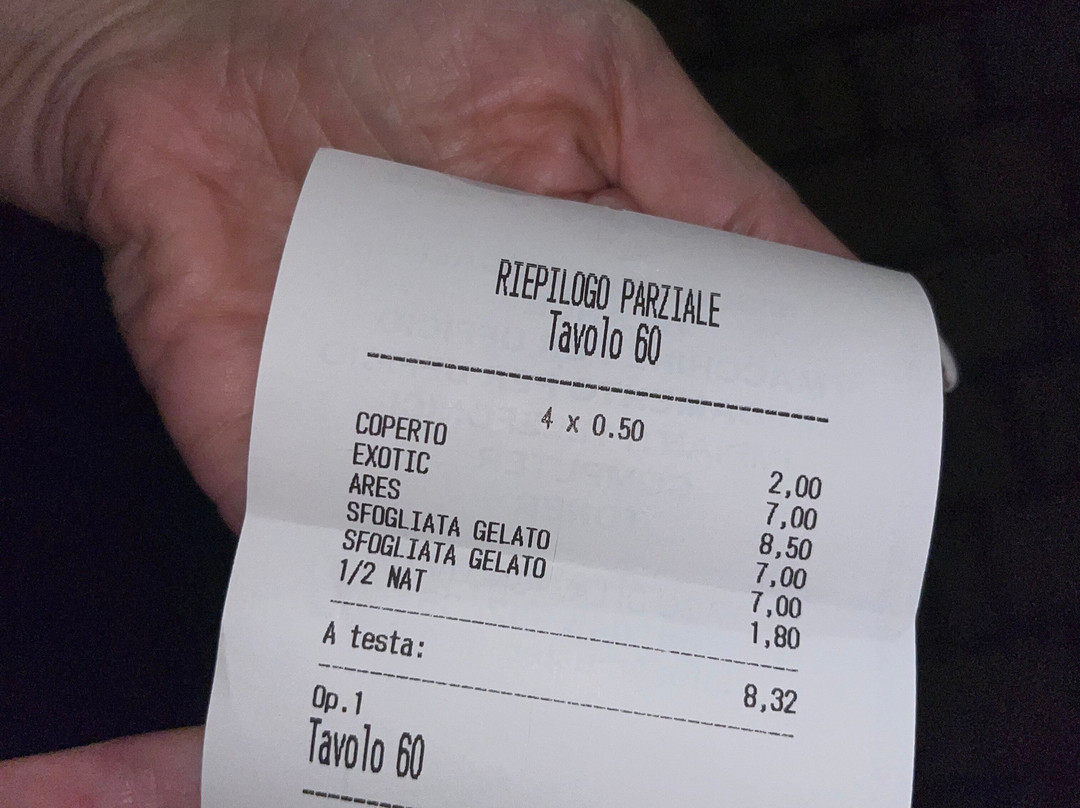 RIEPILOGO PARZIALE
Tavolo 60
4 x 0.50
COPERTO 2,00
EXOTIC 7,00
ARES 8,50
SFOGLIATA GELATO 7,00
SFOGLIATA GELATO 7,00
1/2 NAT 1,80
A testa: 8,32
Op.1
Tavolo 60